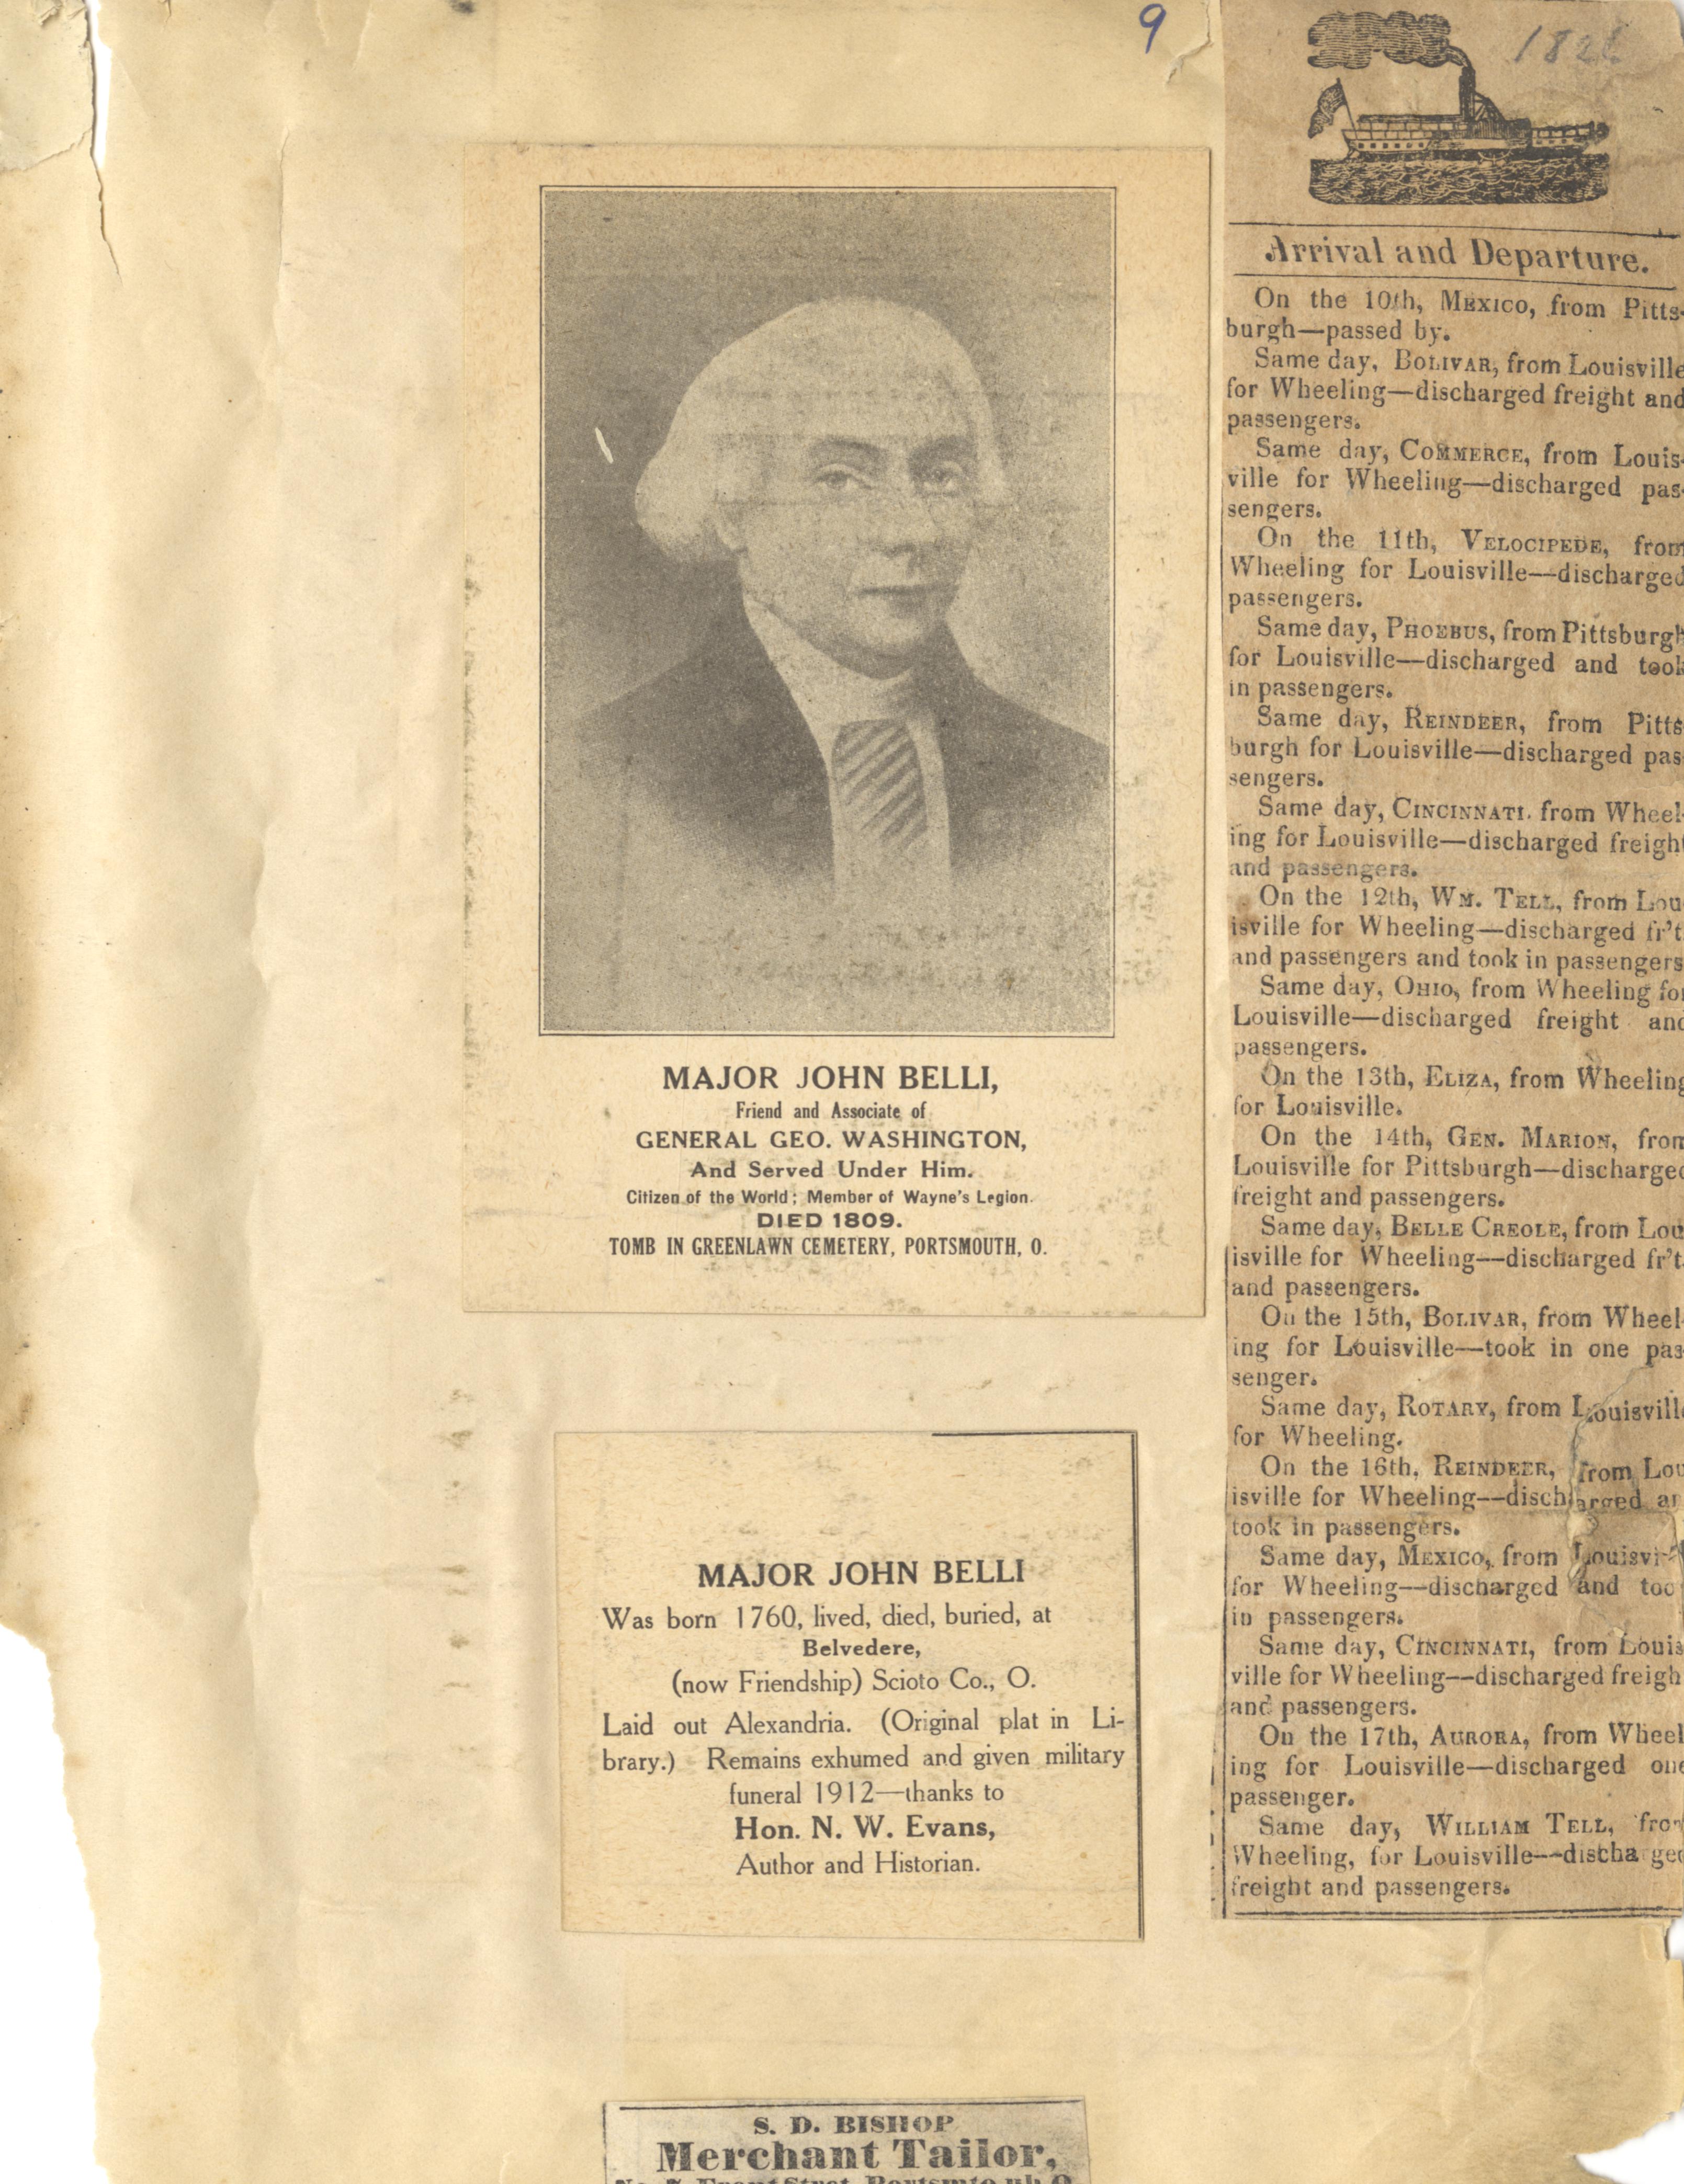 9
MAJOR JOHN BELLI,
Friend and Associate of
GENERAL GEO. WASHINGTON,
And Served Under Him.
Citizen of the World; Member of Wayne's Legion.
DIED 1809.
TOMB IN GREENLAWN CEMETERY, PORTSMOUTH, O.
MAJOR JOHN BELLI
Was born 1760, lived, died, buried, at
Belvedere,
(now Friendship) Scioto Co., O.
Laid out Alexandria. (Original plat in Li-
brary.) Remains exhumed and given military
funeral 1912—thanks to
Hon. N. W. Evans,
Author and Historian.
S. D. BISHOP
Merchant Tailor,
Arrival and Departure.
On the 10th, MEXICO, from Pitts-
burgh—passed by.
Same day, BOLIVAR, from Louisville
for Wheeling—discharged freight and
passengers.
Same day, COMMERCE, from Louis-
ville for Wheeling—discharged pas-
sengers.
On the 11th, VELOCIPEDE, from
Wheeling for Louisville—discharged
passengers.
Same day, PHOEBUS, from Pittsburgh
for Louisville—discharged and took
in passengers.
Same day, REINDEER, from Pitts
burgh for Louisville—discharged pas
sengers.
Same day, CINCINNATI, from Wheel-
ing for Louisville—discharged freight
and passengers.
On the 12th, WM. TELL, from Lou
isville for Wheeling—discharged fr't.
and passengers and took in passengers
Same day, OHIO, from Wheeling for
Louisville—discharged freight and
passengers.
On the 13th, ELIZA, from Wheeling
for Louisville.
On the 14th, GEN. MARION, from
Louisville for Pittsburgh—discharged
freight and passengers.
Same day, BELLE CREOLE, from Lou
isville for Wheeling—discharged fr't.
and passengers.
On the 15th, BOLIVAR, from Wheel-
ing for Louisville—took in one pas
senger.
Same day, ROTARY, from Louisville
for Wheeling.
On the 16th, REINDEER, from Lou
isville for Wheeling—discharged
took in passengers.
Same day, MEXICO, from
for Wheeling—discharged and
in passengers.
Same day, CINCINNATI, from Louis
ville for Wheeling—discharged freigh
and passengers.
On the 17th, AURORA, from Wheel
ing for Louisville—discharged one
passenger.
Same day, WILLIAM TELL, from
Wheeling, for Louisville—discharged
freight and passengers.